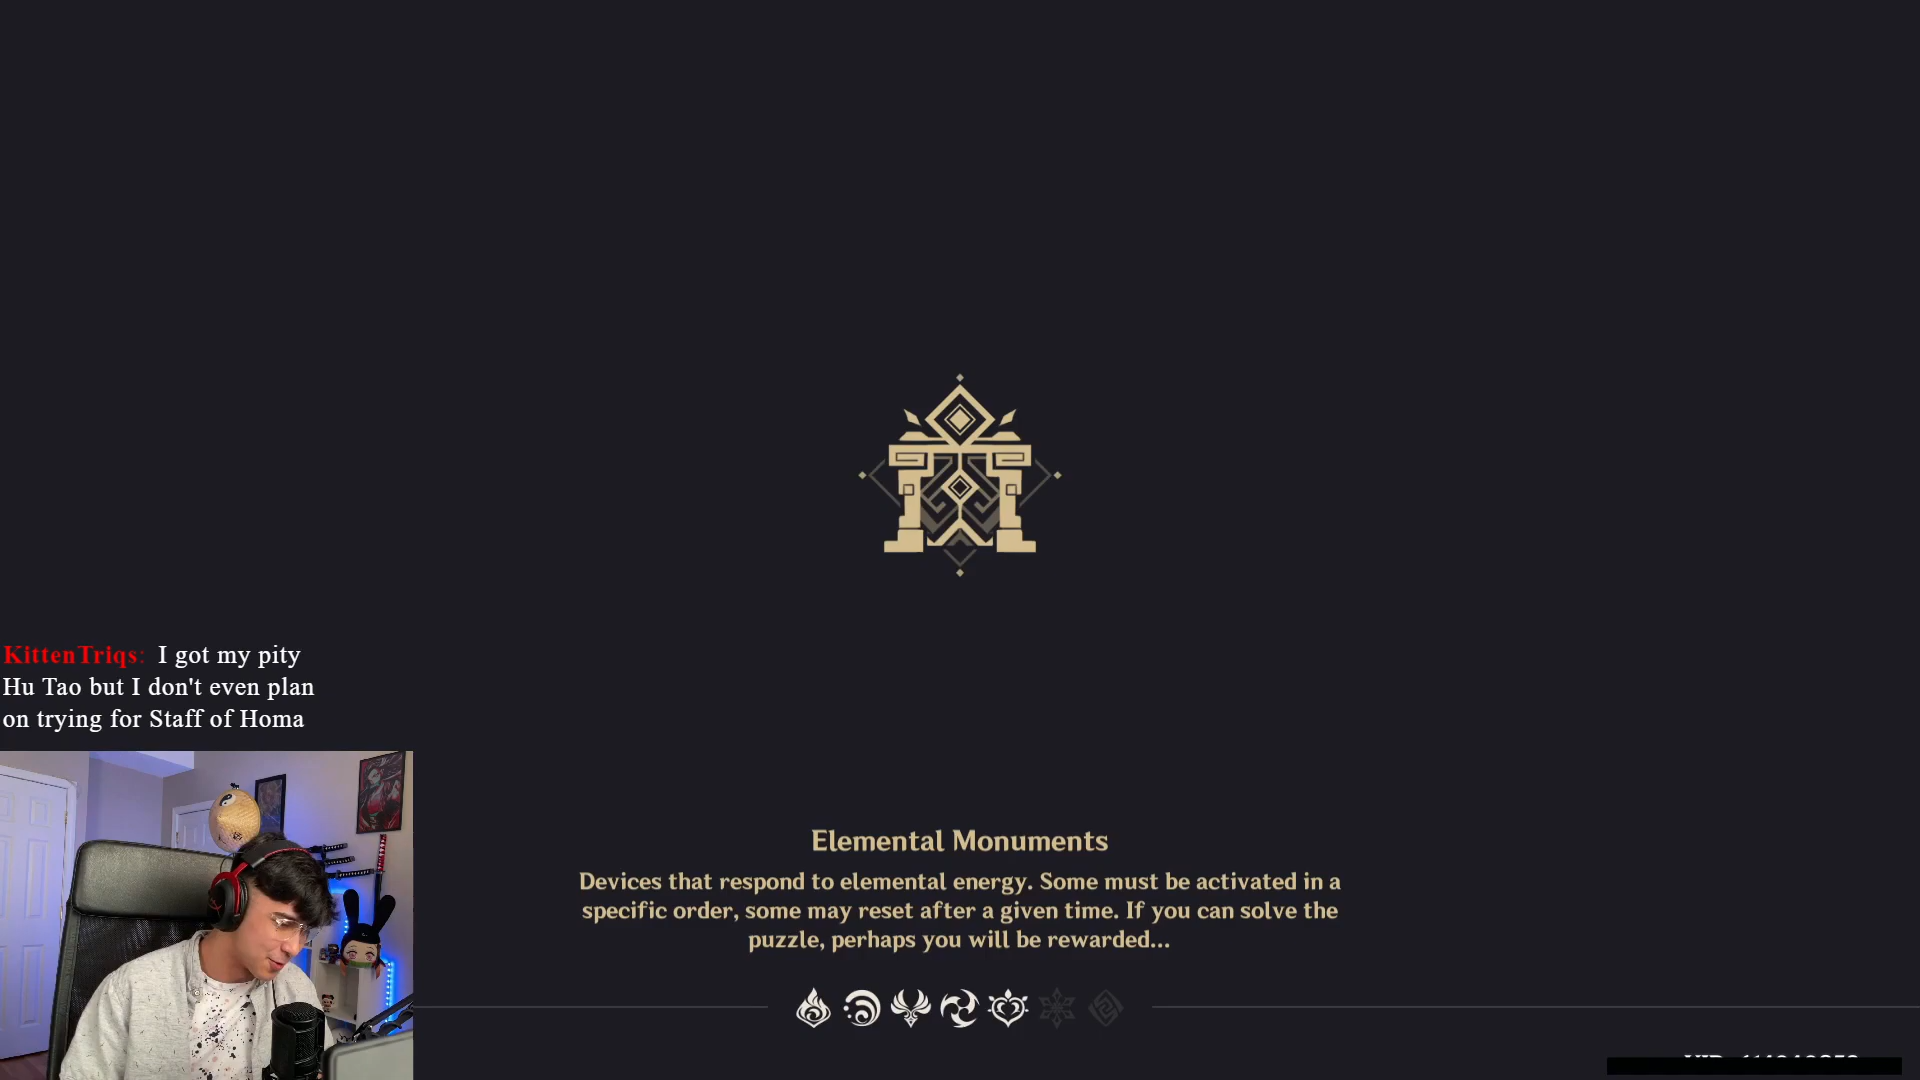 KittenTriqs: I got my pity
Hu Tao but I don't even plan
on trying for Staff of Homa
Elemental Monuments
Devices that respond to elemental energy. Some must be activated in a
specific order, some may reset after a given time. If you can solve the
puzzle, perhaps you will be rewarded...